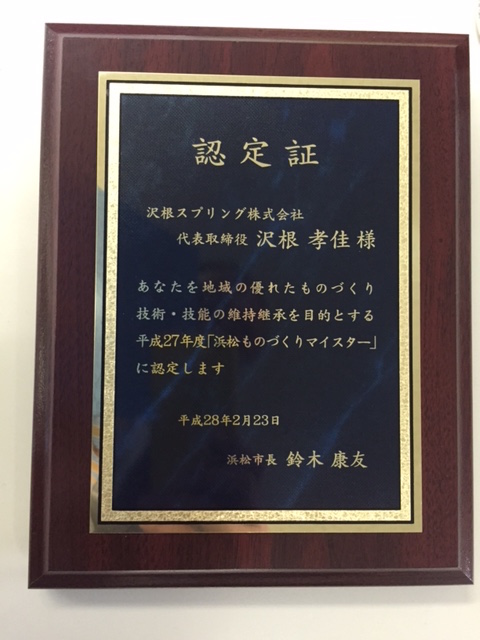 認定証
沢根スプリング株式会社
代表取締役 沢根 孝佳 様
あなたを地域の優れたものづくり
技術・技能の維持継承を目的とする
平成27年度「浜松ものづくりマイスター」
に認定します
平成28年2月23日
浜松市長 鈴木 康友